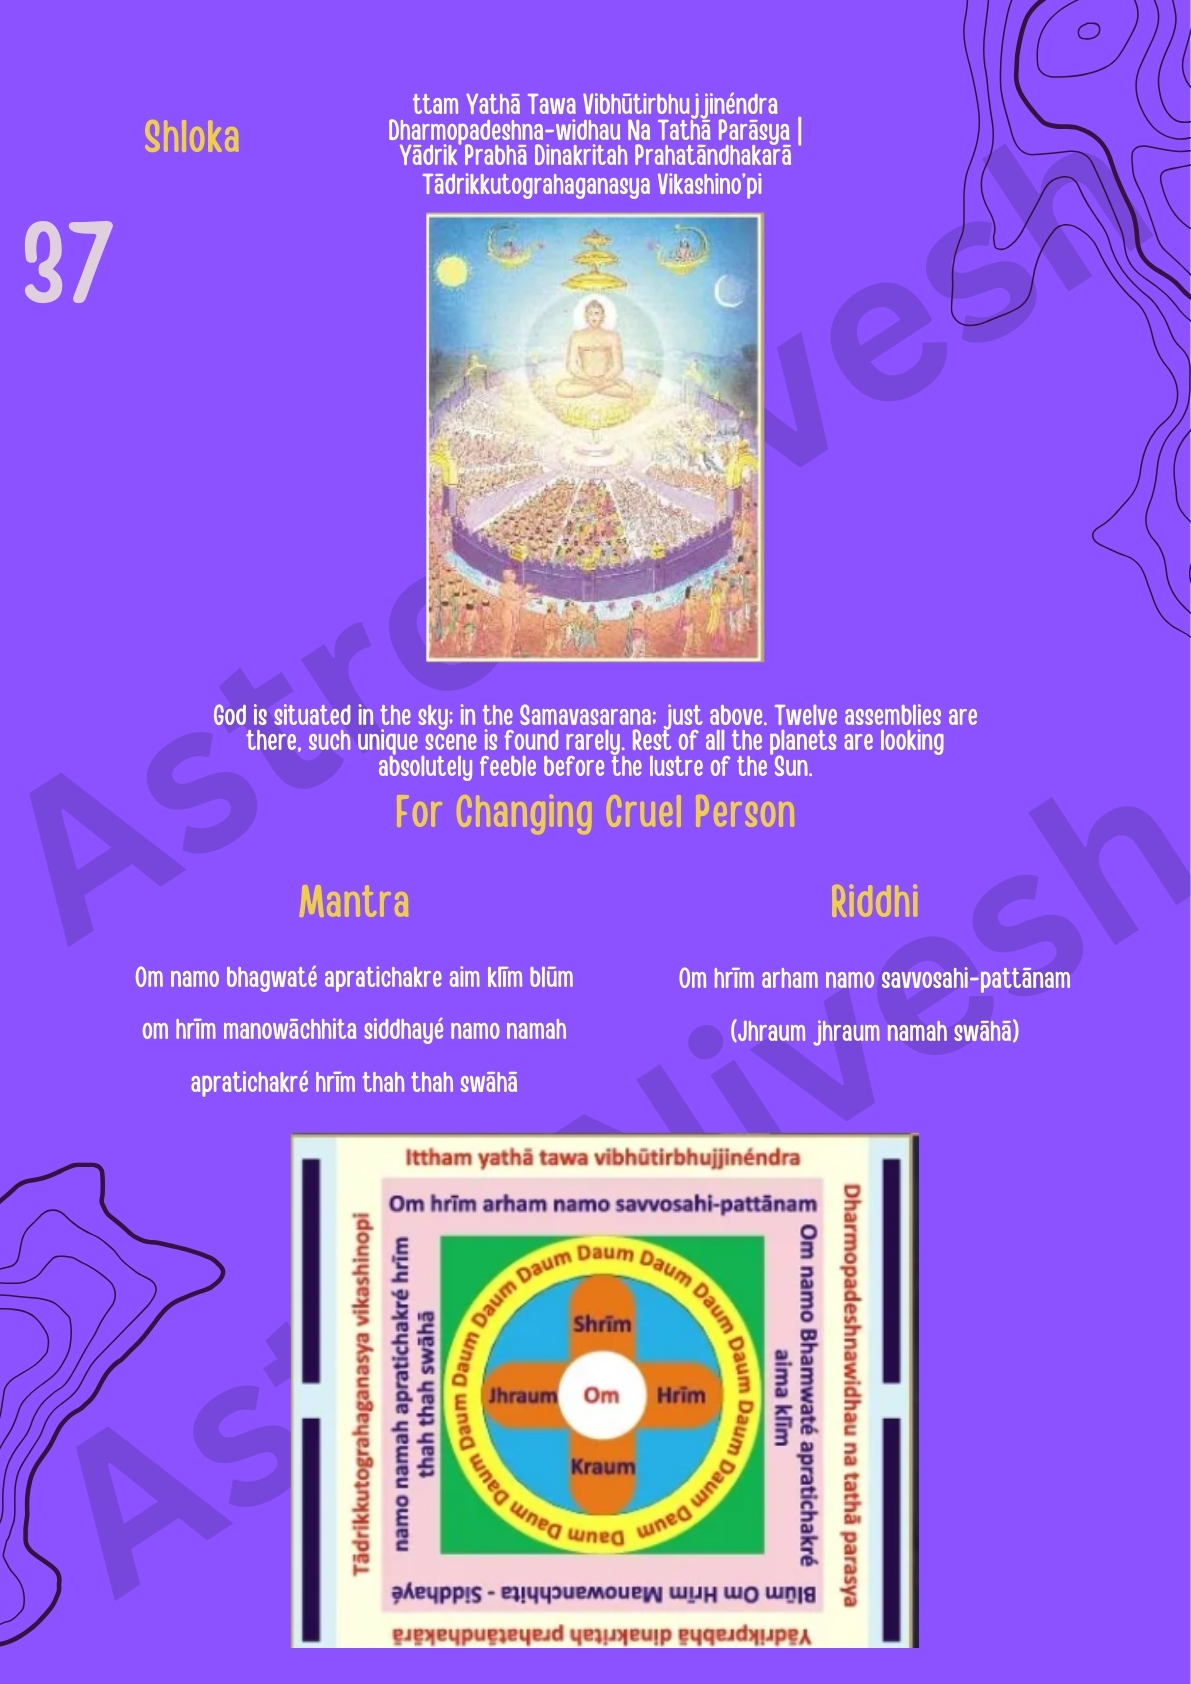 Shloka
37
ttam Yathā Tawa Vibhūtirbhujjinéndra
Dharmopadeshna-widhau Na Tathā Parāsya |
Yādrik Prabhā Dinakritah Prahatāndhakarā
Tādrikkutograhaganasya Vikashino'pi
God is situated in the sky; in the Samavasarana; just above. Twelve assemblies are
there, such unique scene is found rarely. Rest of all the planets are looking
absolutely feeble before the lustre of the Sun.
For Changing Cruel Person
Mantra
Om namo bhagwaté apratichakre aim klīm blūm
om hrīm manowāchhita siddhayé namo namah
apratichakré hrīm thah thah swāhā
Riddhi
Om hrīm arham namo savvosahi-pattānam
(Jhraum jhraum namah swāhā)
Ittham yathā tawa vibhūtirbhujjinéndra
Dharmopadeshnawidhau na tathā parasya
Yādrikprabhā dinakritah prahatāndhakārā
Tādrikkutograhaganasya vikashinopi
Om hrīm arham namo savvosahi-pattānam
Om namo Bhamwaté apratichakré
aima klīm
Blūm Om Hrīm Manowanchhita - Siddhayé
namo namah apratichakré hrīm
thah thah swāhā
Daum Daum Daum Daum Daum Daum Daum Daum Daum Daum Daum Daum Daum Daum Daum Daum
Shrīm
Jhraum
Om
Hrīm
Kraum
Astro Nivesh
Astro Nivesh